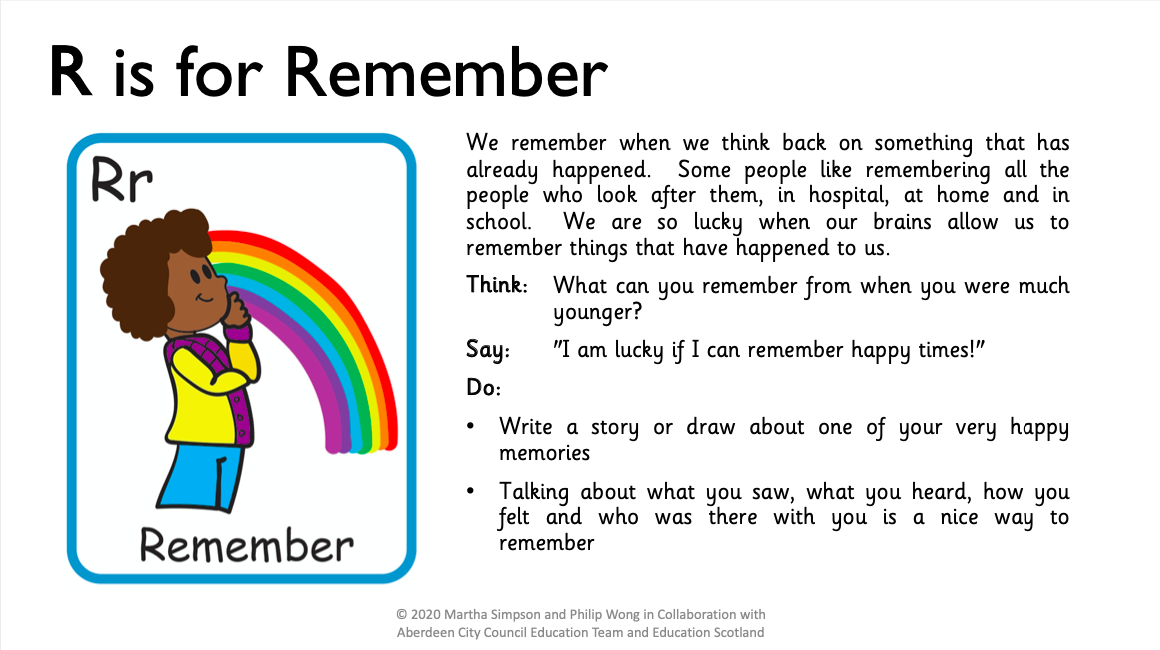 R is for Remember
Rr
Remember
We remember when we think back on something that has
already happened. Some people like remembering all the
people who look after them, in hospital, at home and in
school. We are so lucky when our brains allow us to
remember things that have happened to us.
Think: What can you remember from when you were much
younger?
Say: "I am lucky if I can remember happy times!"
Do:
• Write a story or draw about one of your very happy
memories
• Talking about what you saw, what you heard, how you
felt and who was there with you is a nice way to
remember
© 2020 Martha Simpson and Philip Wong in Collaboration with
Aberdeen City Council Education Team and Education Scotland